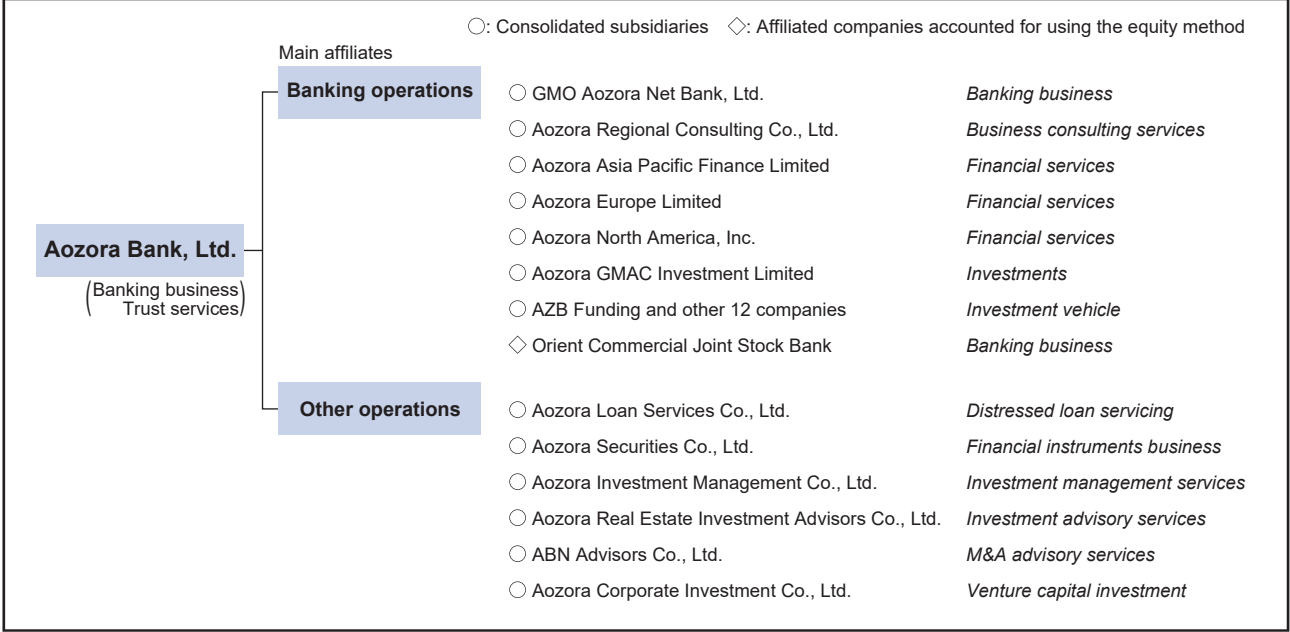 ○: Consolidated subsidiaries ◇: Affiliated companies accounted for using the equity method
Main affiliates
Banking operations
○ GMO Aozora Net Bank, Ltd. Banking business
○ Aozora Regional Consulting Co., Ltd. Business consulting services
○ Aozora Asia Pacific Finance Limited Financial services
○ Aozora Europe Limited Financial services
○ Aozora North America, Inc. Financial services
○ Aozora GMAC Investment Limited Investments
○ AZB Funding and other 12 companies Investment vehicle
◇ Orient Commercial Joint Stock Bank Banking business
Aozora Bank, Ltd.
(Banking business
Trust services)
Other operations
○ Aozora Loan Services Co., Ltd. Distressed loan servicing
○ Aozora Securities Co., Ltd. Financial instruments business
○ Aozora Investment Management Co., Ltd. Investment management services
○ Aozora Real Estate Investment Advisors Co., Ltd. Investment advisory services
○ ABN Advisors Co., Ltd. M&A advisory services
○ Aozora Corporate Investment Co., Ltd. Venture capital investment